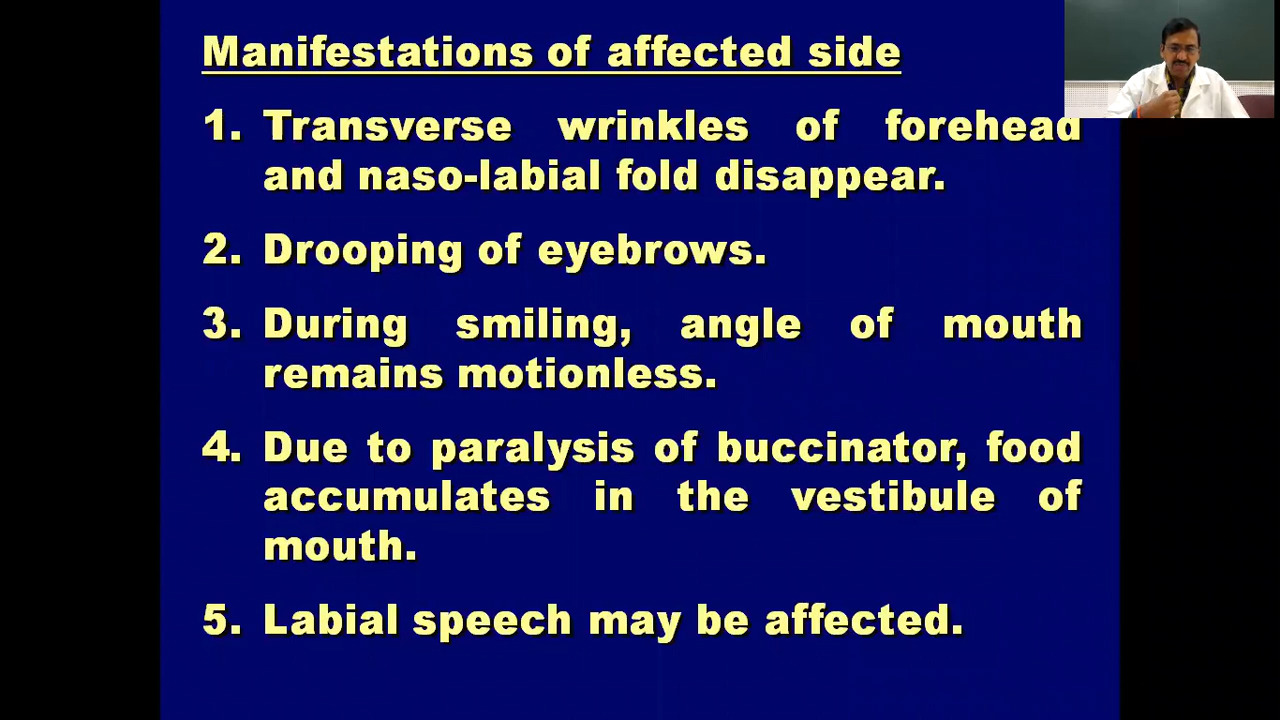 Manifestations of affected side
1. Transverse wrinkles of forehead
and naso-labial fold disappear.
2. Drooping of eyebrows.
3. During smiling, angle of mouth
remains motionless.
4. Due to paralysis of buccinator, food
accumulates in the vestibule of
mouth.
5. Labial speech may be affected.